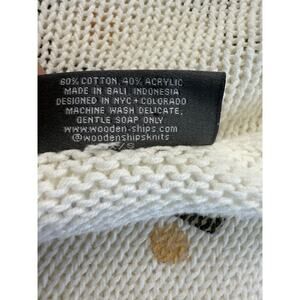 60% COTTON, 40% ACRYLIC
MADE IN BALI, INDONESIA
DESIGNED IN NYC + COLORADO
MACHINE WASH DELICATE,
GENTLE SOAP ONLY
www.wooden-ships.com
@woodenshipsknits